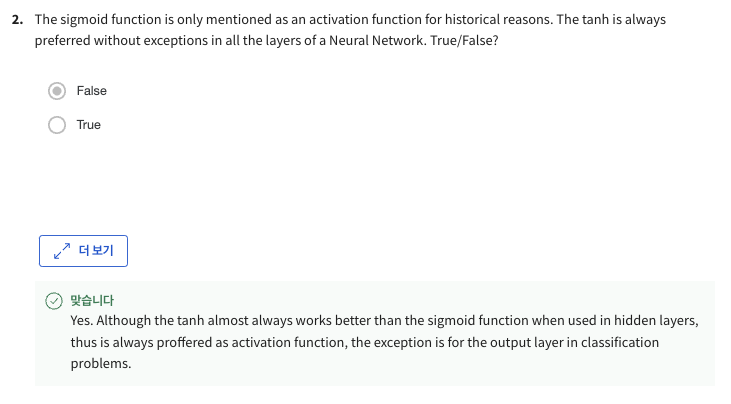 2. The sigmoid function is only mentioned as an activation function for historical reasons. The tanh is always
preferred without exceptions in all the layers of a Neural Network. True/False?
False
True
더 보기
맞습니다
Yes. Although the tanh almost always works better than the sigmoid function when used in hidden layers,
thus is always proffered as activation function, the exception is for the output layer in classification
problems.